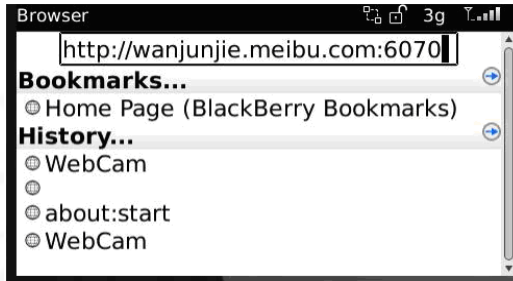 Browser 3g
http://wanjunjie.meibu.com:6070
Bookmarks...
Home Page (BlackBerry Bookmarks)
History...
WebCam
about:start
WebCam